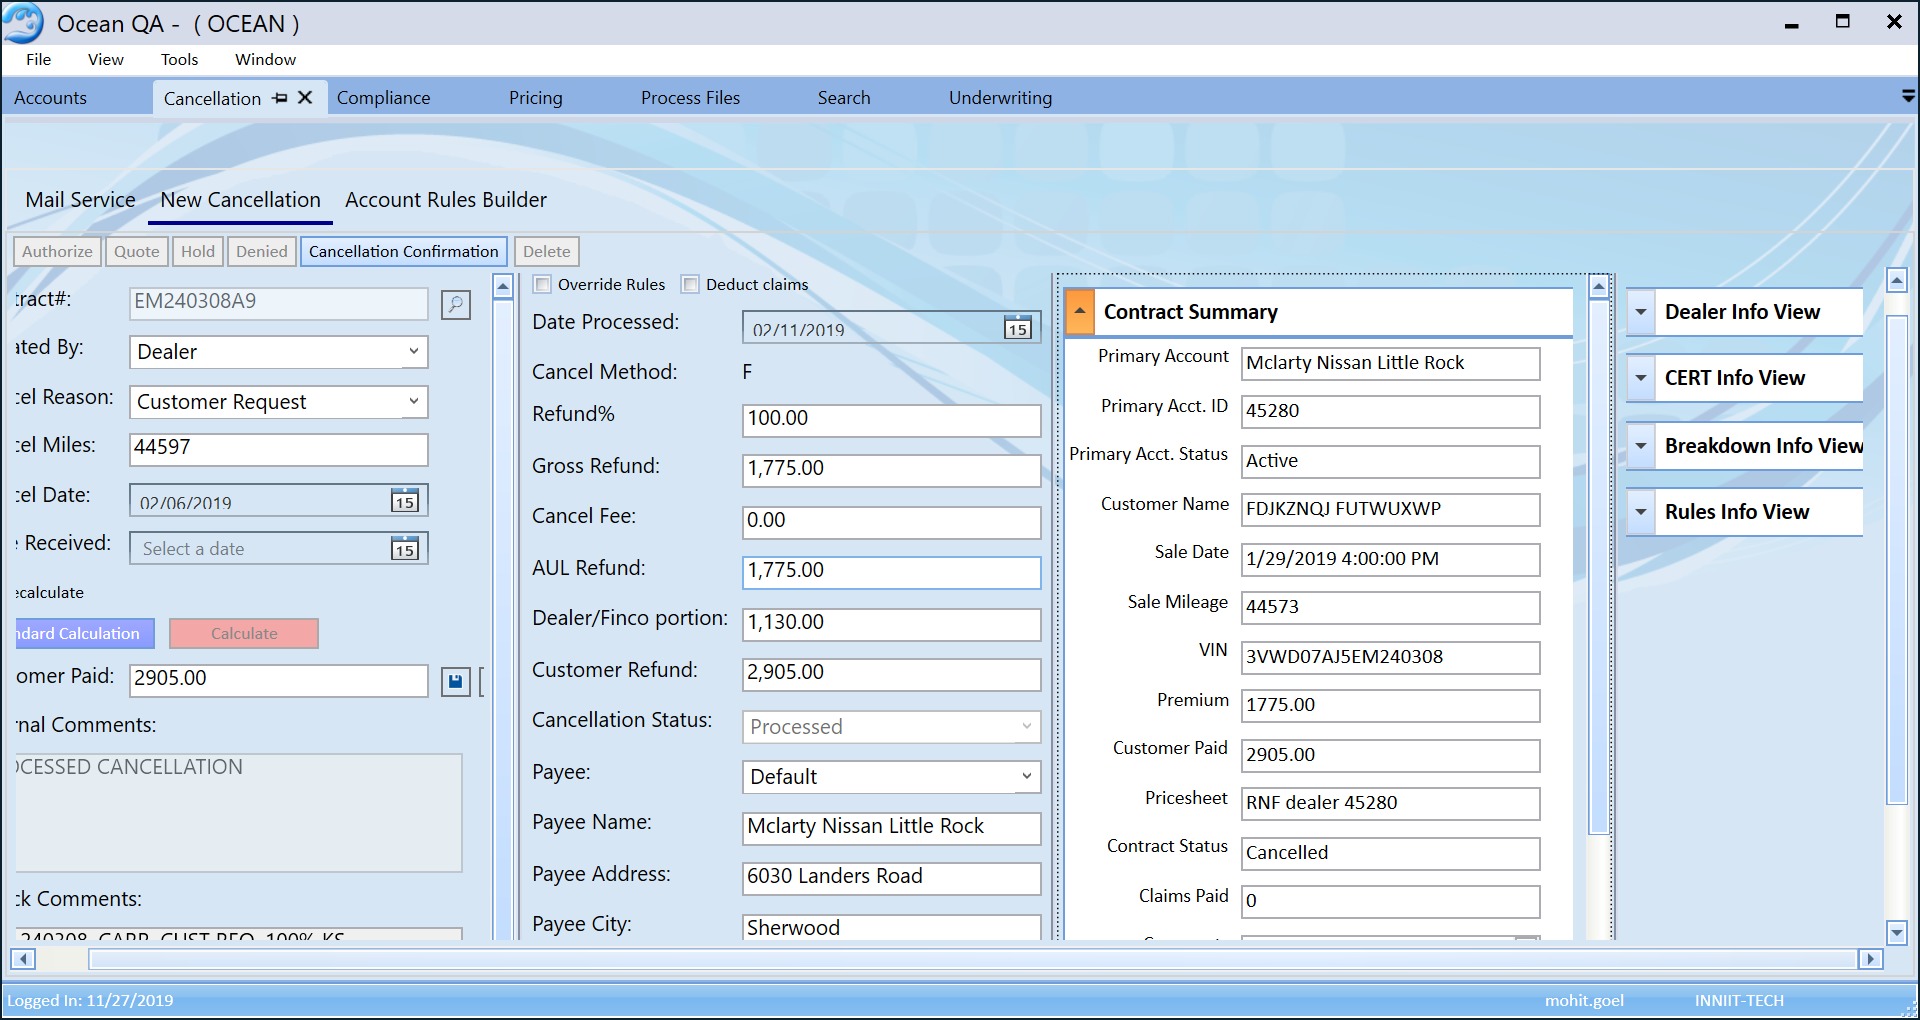 Ocean QA - ( OCEAN )
File View Tools Window
Accounts Cancellation Compliance Pricing Process Files Search Underwriting
Mail Service New Cancellation Account Rules Builder
Authorize Quote Hold Denied Cancellation Confirmation Delete
tract#: EM240308A9
ated By: Dealer
cel Reason: Customer Request
cel Miles: 44597
cel Date: 02/06/2019 15
e Received: Select a date 15
ecalculate
ndard Calculation Calculate
omer Paid: 2905.00
rnal Comments:
OCESSED CANCELLATION
ck Comments:
240308 CARR CUST REQ 100% KS
Override Rules Deduct claims
Date Processed: 02/11/2019 15
Cancel Method: F
Refund% 100.00
Gross Refund: 1,775.00
Cancel Fee: 0.00
AUL Refund: 1,775.00
Dealer/Finco portion: 1,130.00
Customer Refund: 2,905.00
Cancellation Status: Processed
Payee: Default
Payee Name: Mclarty Nissan Little Rock
Payee Address: 6030 Landers Road
Payee City: Sherwood
Contract Summary
Primary Account Mclarty Nissan Little Rock
Primary Acct. ID 45280
Primary Acct. Status Active
Customer Name FDJKZNQJ FUTWUXWP
Sale Date 1/29/2019 4:00:00 PM
Sale Mileage 44573
VIN 3VWD07AJ5EM240308
Premium 1775.00
Customer Paid 2905.00
Pricesheet RNF dealer 45280
Contract Status Cancelled
Claims Paid 0
Dealer Info View
CERT Info View
Breakdown Info View
Rules Info View
Logged In: 11/27/2019 mohit.goel INNIIT-TECH